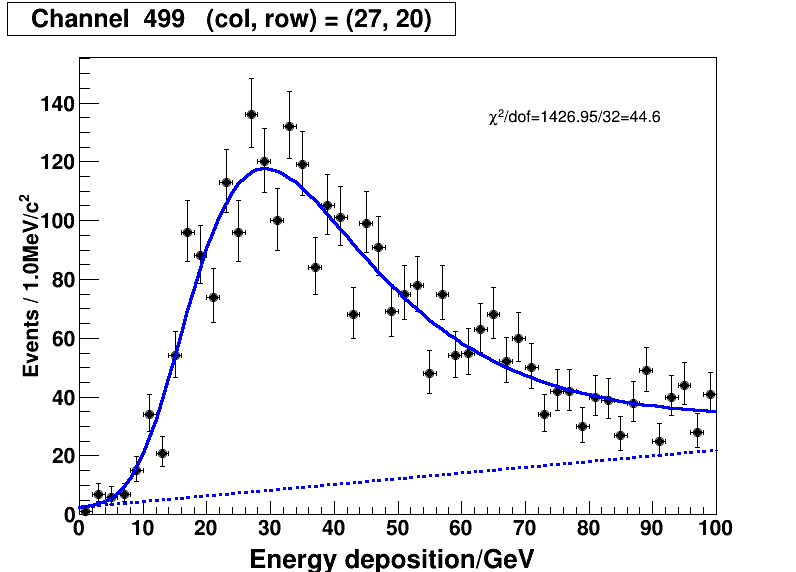 Channel 499 (col, row) = (27, 20)
χ²/dof=1426.95/32=44.6
Events / 1.0MeV/c²
140
120
100
80
60
40
20
0
0 10 20 30 40 50 60 70 80 90 100
Energy deposition/GeV